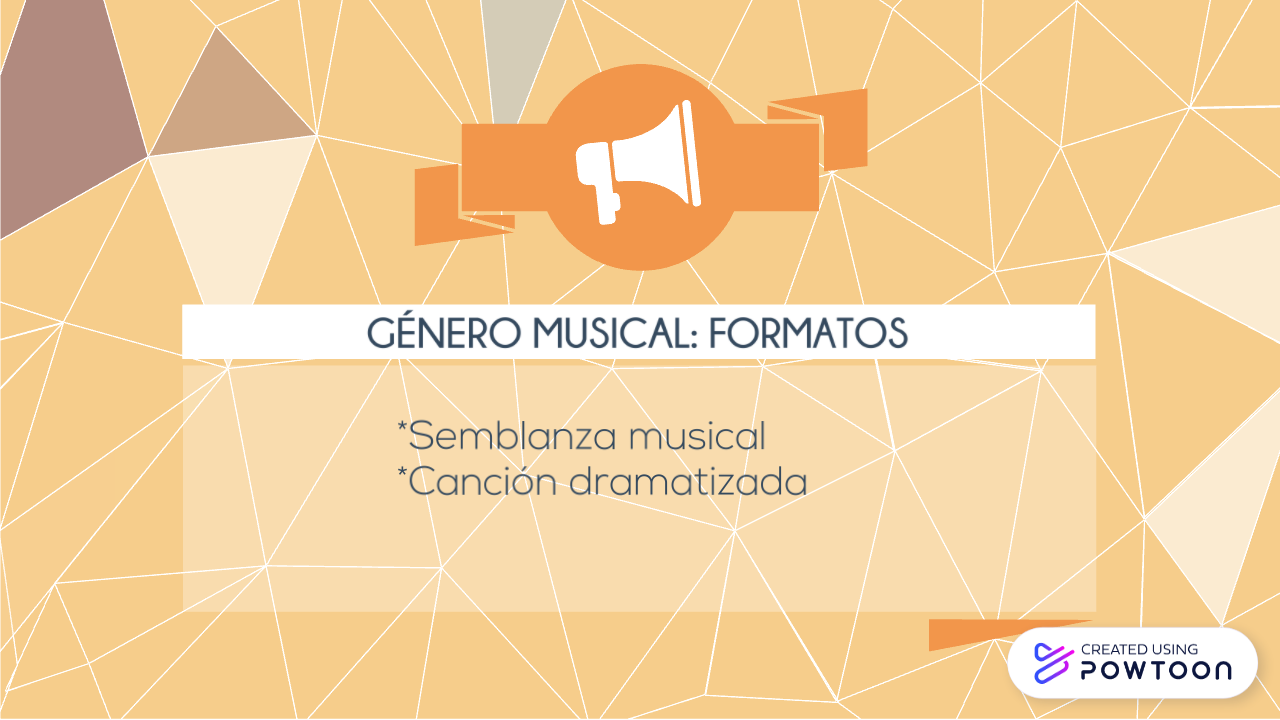 GÉNERO MUSICAL: FORMATOS
*Semblanza musical
*Canción dramatizada
CREATED USING
POWTOON